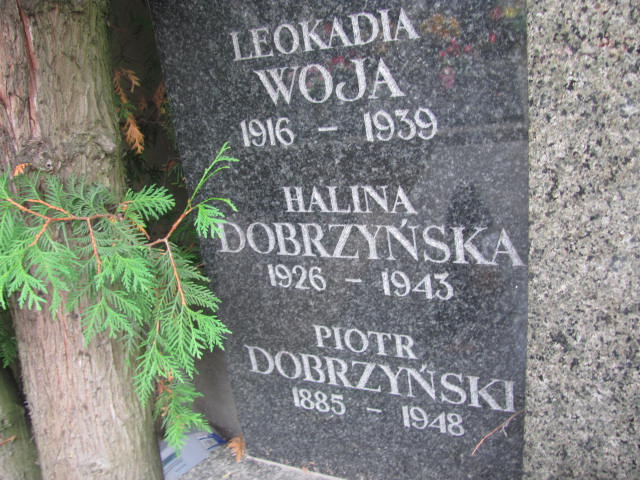 LEOKADIA
WOJA
1916 – 1939
HALINA
DOBRZYŃSKA
1926 – 1943
PIOTR
DOBRZYŃSKI
1885 – 1948